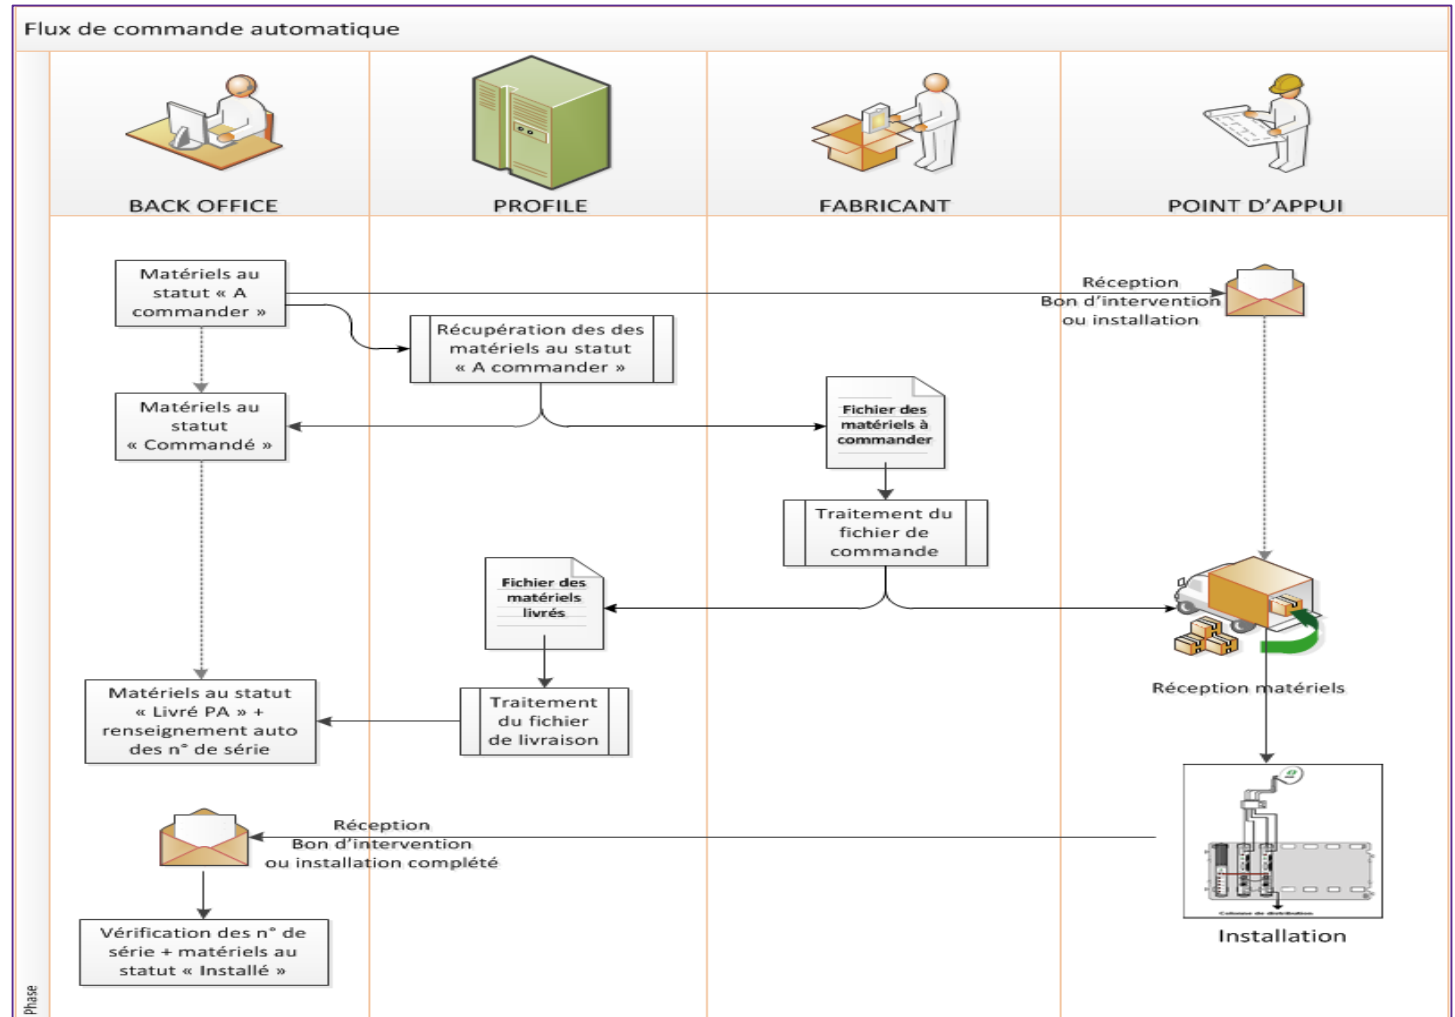 Flux de commande automatique
BACK OFFICE
PROFILE
FABRICANT
POINT D'APPUI
Matériels au
statut « A
commander »
Réception
Bon d'intervention
ou installation
Récupération des des
matériels au statut
« A commander »
Matériels au
statut
« Commandé »
Fichier des
matériels à
commander
Traitement du
fichier de
commande
Fichier des
matériels
livrés
Réception matériels
Matériels au statut
« Livré PA » +
renseignement auto
des n° de série
Traitement
du fichier
de livraison
Réception
Bon d'intervention
ou installation complété
Colonne de distribution
Installation
Vérification des n° de
série + matériels au
statut « Installé »
Phase